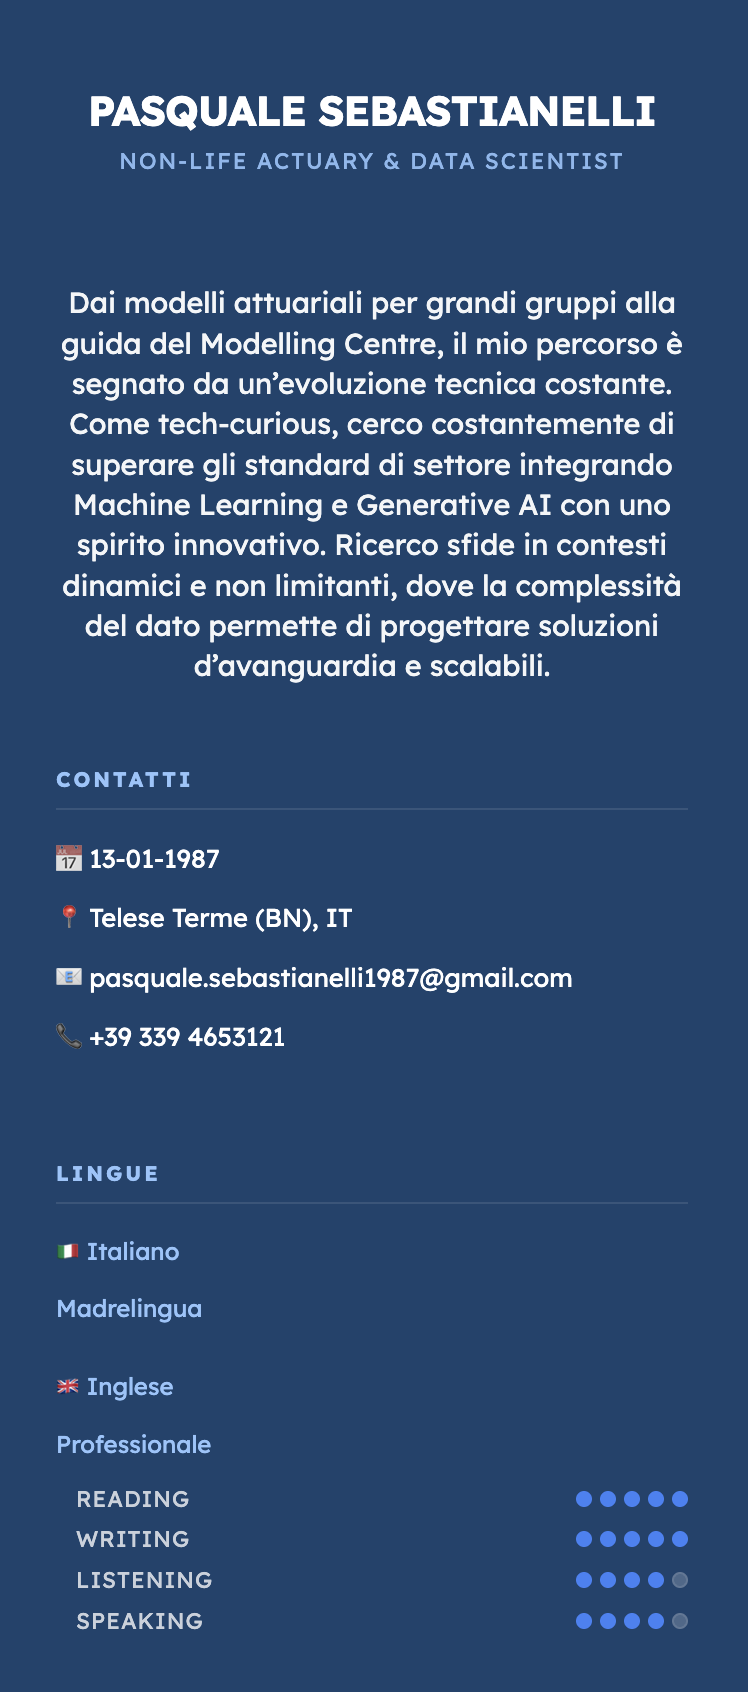 PASQUALE SEBASTIANELLI
NON-LIFE ACTUARY & DATA SCIENTIST
Dai modelli attuariali per grandi gruppi alla
guida del Modelling Centre, il mio percorso è
segnato da un’evoluzione tecnica costante.
Come tech-curious, cerco costantemente di
superare gli standard di settore integrando
Machine Learning e Generative AI con uno
spirito innovativo. Ricerco sfide in contesti
dinamici e non limitanti, dove la complessità
del dato permette di progettare soluzioni
d’avanguardia e scalabili.
CONTATTI
📅 13-01-1987
📍 Telese Terme (BN), IT
📧 pasquale.sebastianelli1987@gmail.com
📞 +39 339 4653121
LINGUE
🇮🇹 Italiano
Madrelingua
🇬🇧 Inglese
Professionale
READING
WRITING
LISTENING
SPEAKING